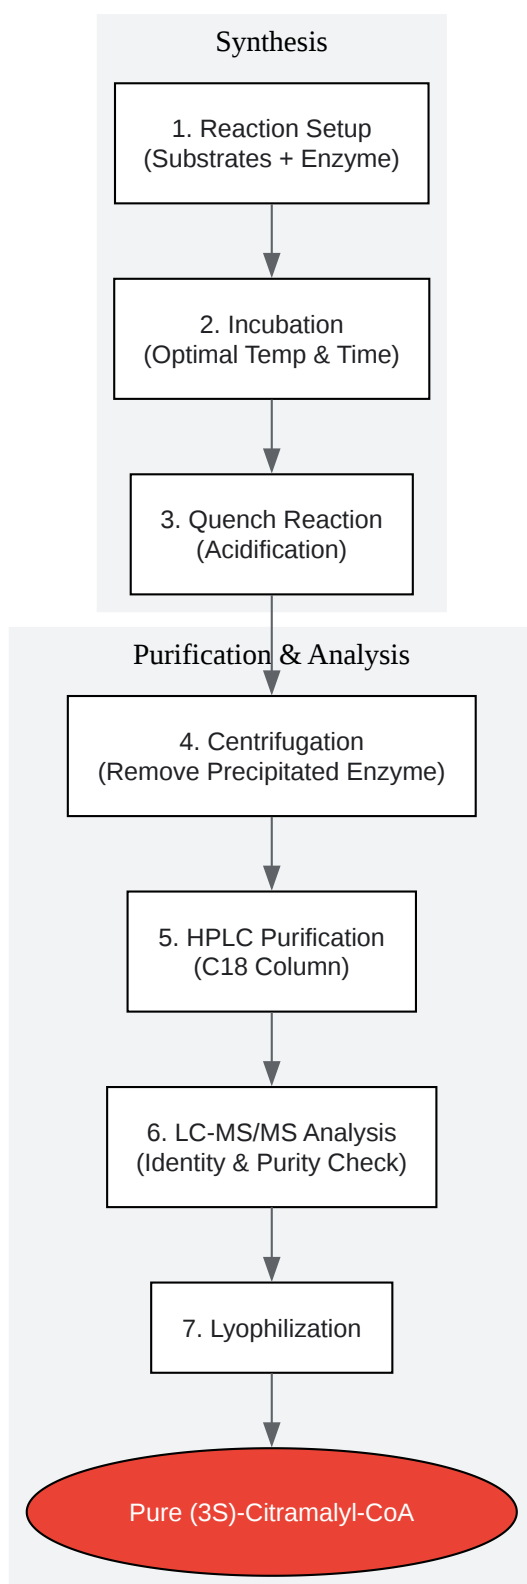 Synthesis
1. Reaction Setup
(Substrates + Enzyme)
2. Incubation
(Optimal Temp & Time)
3. Quench Reaction
(Acidification)
Purification & Analysis
4. Centrifugation
(Remove Precipitated Enzyme)
5. HPLC Purification
(C18 Column)
6. LC-MS/MS Analysis
(Identity & Purity Check)
7. Lyophilization
Pure (3S)-Citramalyl-CoA